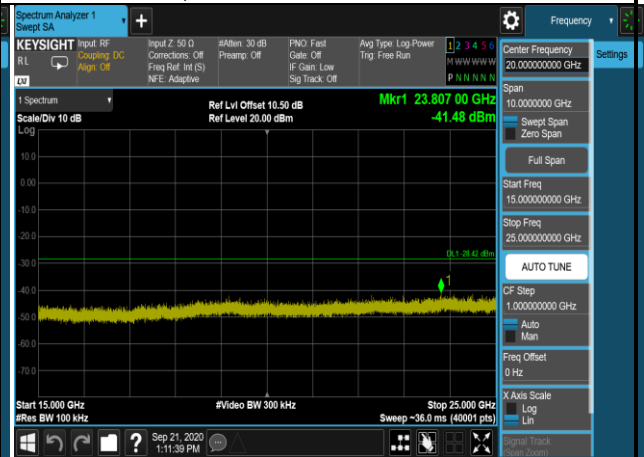 Spectrum Analyzer 1
Swept SA
Frequency
KEYSIGHT
RL
LXI
Input: RF
Coupling: DC
Align: Off
Input Z: 50 Ω
Corrections: Off
Freq Ref: Int (S)
NFE: Adaptive
#Atten: 30 dB
Preamp: Off
PNO: Fast
Gate: Off
IF Gain: Low
Sig Track: Off
Avg Type: Log-Power
Trig: Free Run
1 2 3 4 5 6
M W W W W W
P N N N N N
1 Spectrum
Scale/Div 10 dB
Log
Ref Lvl Offset 10.50 dB
Ref Level 20.00 dBm
Mkr1 23.807 00 GHz
-41.48 dBm
10.0
0.00
-10.0
-20.0
-30.0
-40.0
-50.0
-60.0
-70.0
DL1 -28.42 dBm
1
Start 15.000 GHz
#Res BW 100 kHz
#Video BW 300 kHz
Stop 25.000 GHz
Sweep ~36.0 ms (40001 pts)
Sep 21, 2020
1:11:39 PM
Center Frequency
20.000000000 GHz
Span
10.0000000 GHz
Swept Span
Zero Span
Full Span
Start Freq
15.000000000 GHz
Stop Freq
25.000000000 GHz
AUTO TUNE
CF Step
1.000000000 GHz
Auto
Man
Freq Offset
0 Hz
X Axis Scale
Log
Lin
Signal Track
(Span Zoom)
Settings